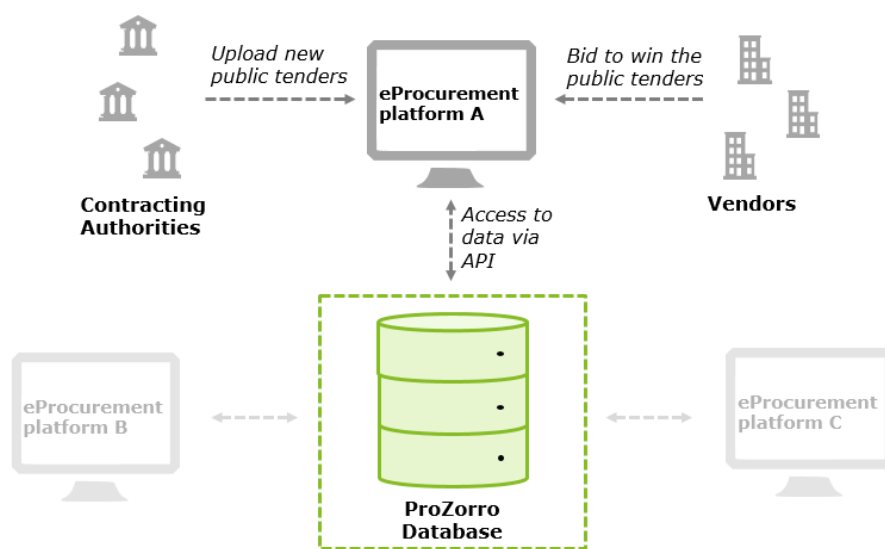 Upload new
public tenders
eProcurement
platform A
Bid to win the
public tenders
Contracting
Authorities
Vendors
Access to
data via
API
eProcurement
platform B
eProcurement
platform C
ProZorro
Database